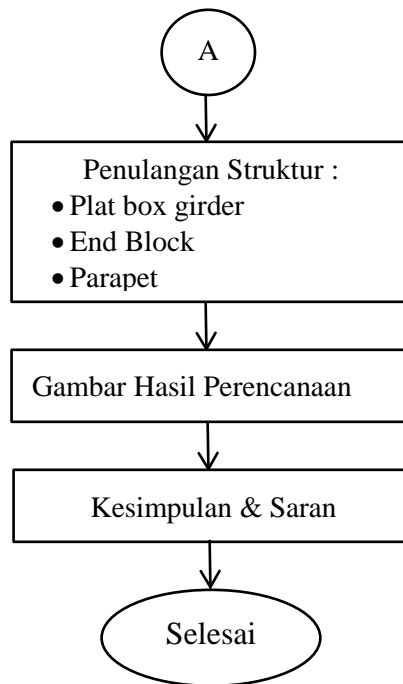 A
Penulangan Struktur :
• Plat box girder
• End Block
• Parapet
Gambar Hasil Perencanaan
Kesimpulan & Saran
Selesai